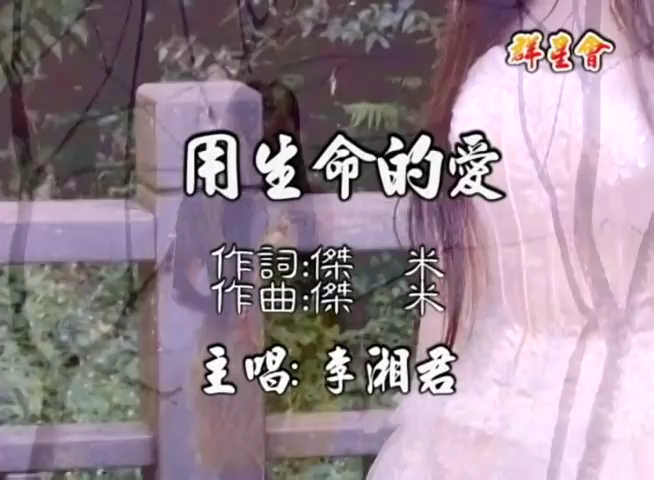 群星會
用生命的愛
作詞:傑 米
作曲:傑 米
主唱: 李湘君